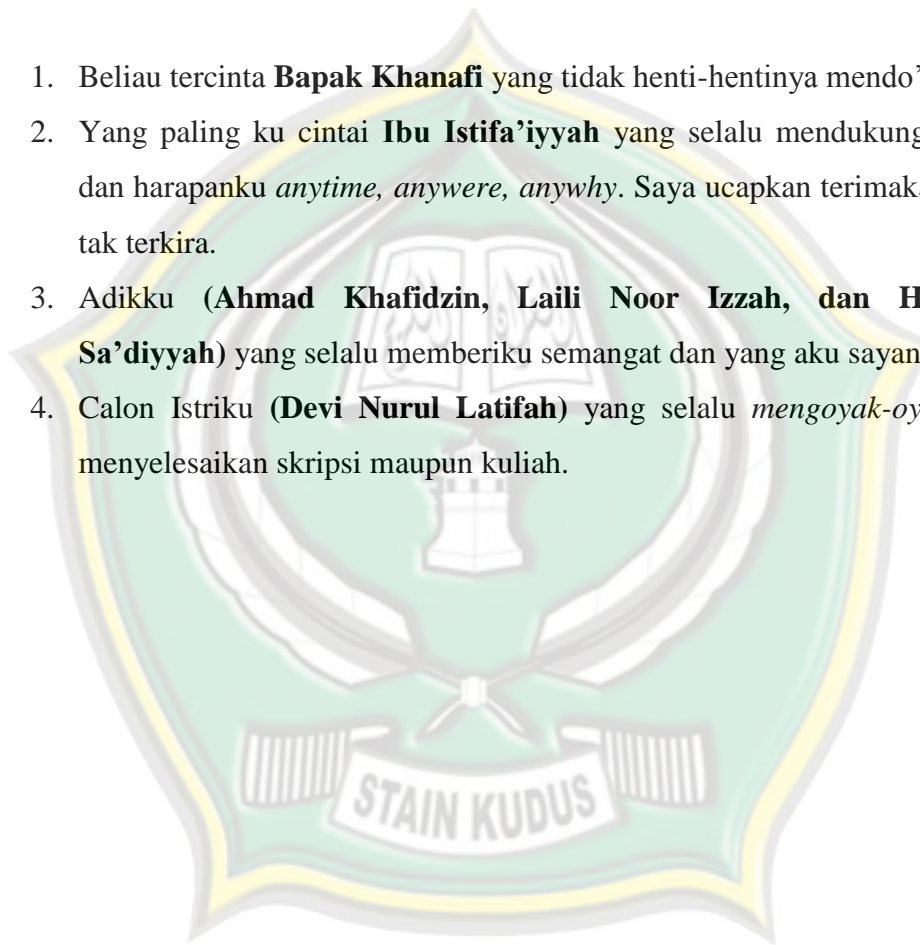 1. Beliau tercinta Bapak Khanafi yang tidak henti-hentinya mendo’
2. Yang paling ku cintai Ibu Istifa’iyyah yang selalu mendukung
dan harapanku anytime, anywere, anywhy. Saya ucapkan terimaka
tak terkira.
3. Adikku (Ahmad Khafidzin, Laili Noor Izzah, dan H
Sa’diyyah) yang selalu memberiku semangat dan yang aku sayan
4. Calon Istriku (Devi Nurul Latifah) yang selalu mengoyak-oy
menyelesaikan skripsi maupun kuliah.
STAIN KUDUS